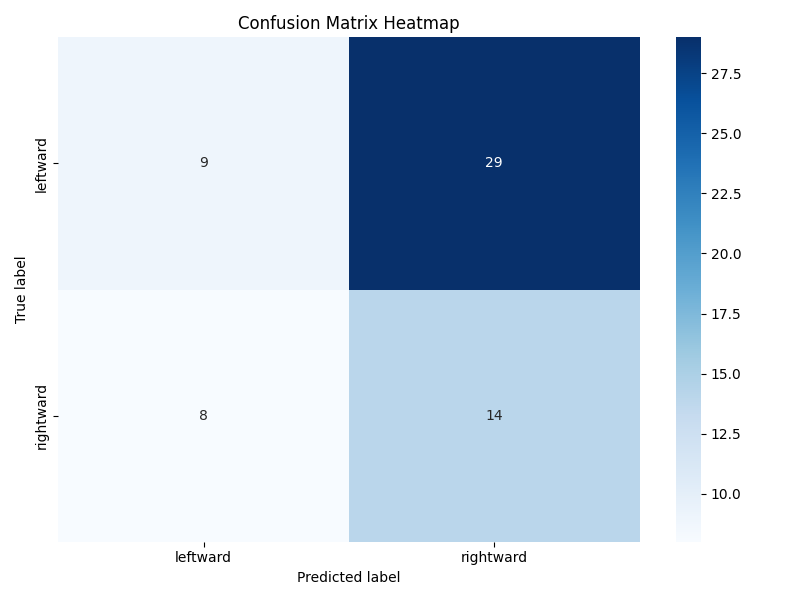 Confusion Matrix Heatmap
True label
leftward
rightward
9
29
8
14
leftward
rightward
Predicted label
27.5
25.0
22.5
20.0
17.5
15.0
12.5
10.0